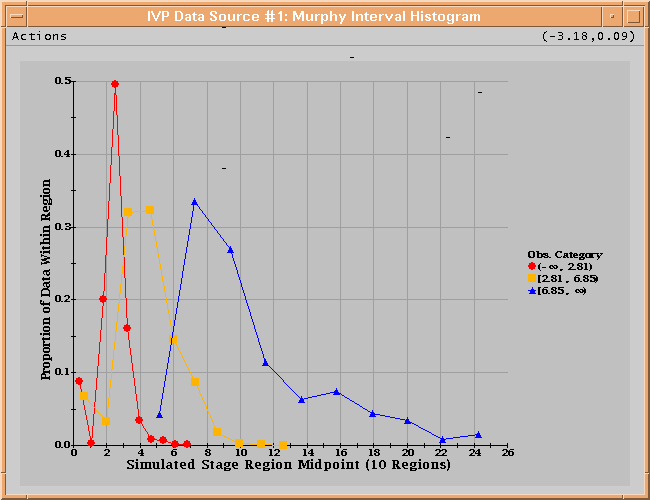 IVP Data Source #1: Murphy Interval Histogram
Actions
(-3.18,0.09)
0.5
0.4
0.3
0.2
0.1
0.0
Proportion of Data Within Region
0 2 4 6 8 10 12 14 16 18 20 22 24 26
Simulated Stage Region Midpoint (10 Regions)
Obs. Category
(-∞, 2.81)
[2.81, 6.85)
[6.85, ∞)